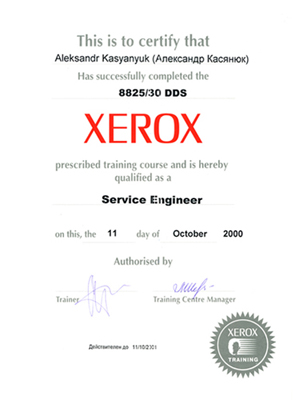 This is to certify that
Aleksandr Kasyanyuk (Александр Касянюк)
Has successfully completed the
8825/30 DDS
XEROX
prescribed training course and is hereby
qualified as a
Service Engineer
on this, the 11 day of October 2000
Authorised by
Trainer Training Centre Manager
XEROX
TRAINING
Действителен до 11/10/2001